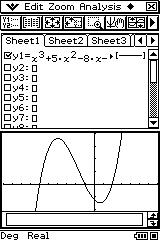 Edit Zoom Analysis
Sheet1 Sheet2 Sheet3
y1=x^3+5·x^2-8·x-
y2:
y3:
y4:
y5:
y6:
y7:
Deg Real